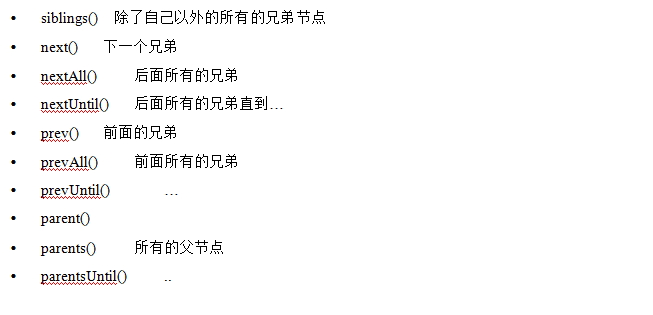 • siblings() 除了自己以外的所有的兄弟节点
• next() 下一个兄弟
• nextAll() 后面所有的兄弟
• nextUntil() 后面所有的兄弟直到…
• prev() 前面的兄弟
• prevAll() 前面所有的兄弟
• prevUntil() …
• parent()
• parents() 所有的父节点
• parentsUntil() ..